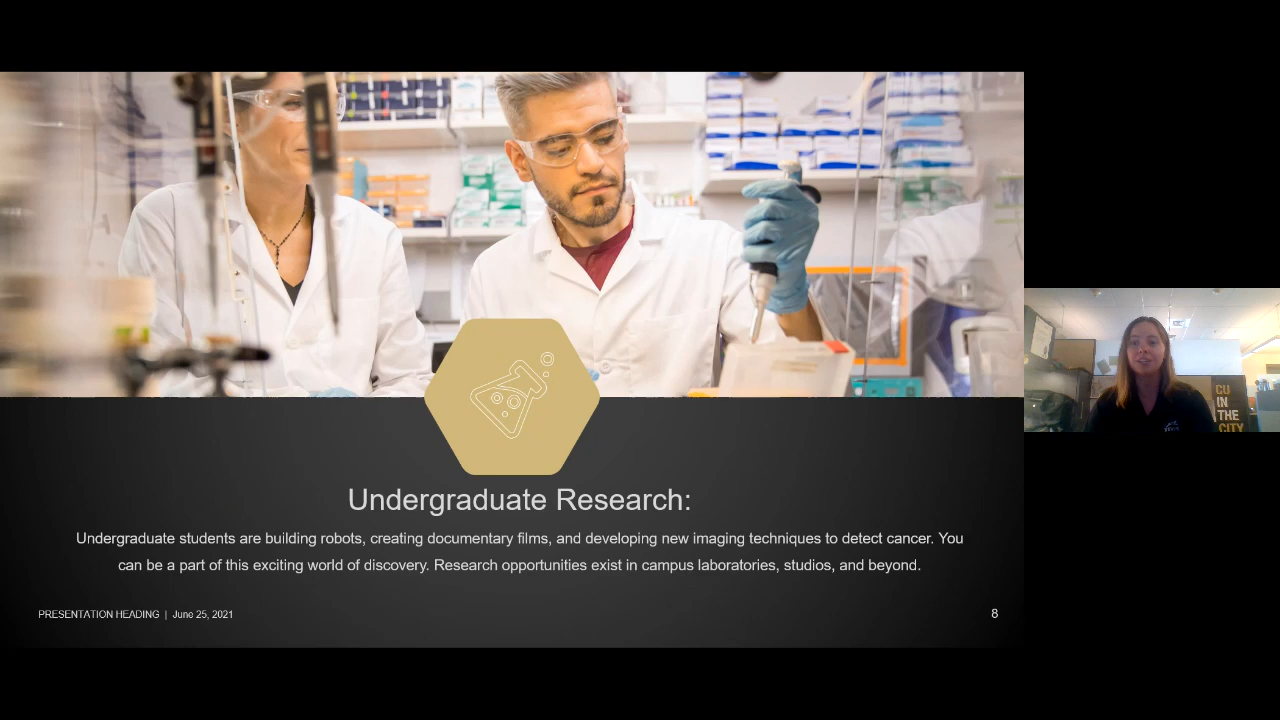 Undergraduate Research:
Undergraduate students are building robots, creating documentary films, and developing new imaging techniques to detect cancer. You
can be a part of this exciting world of discovery. Research opportunities exist in campus laboratories, studios, and beyond.
PRESENTATION HEADING | June 25, 2021
8
CU
IN
THE
CITY